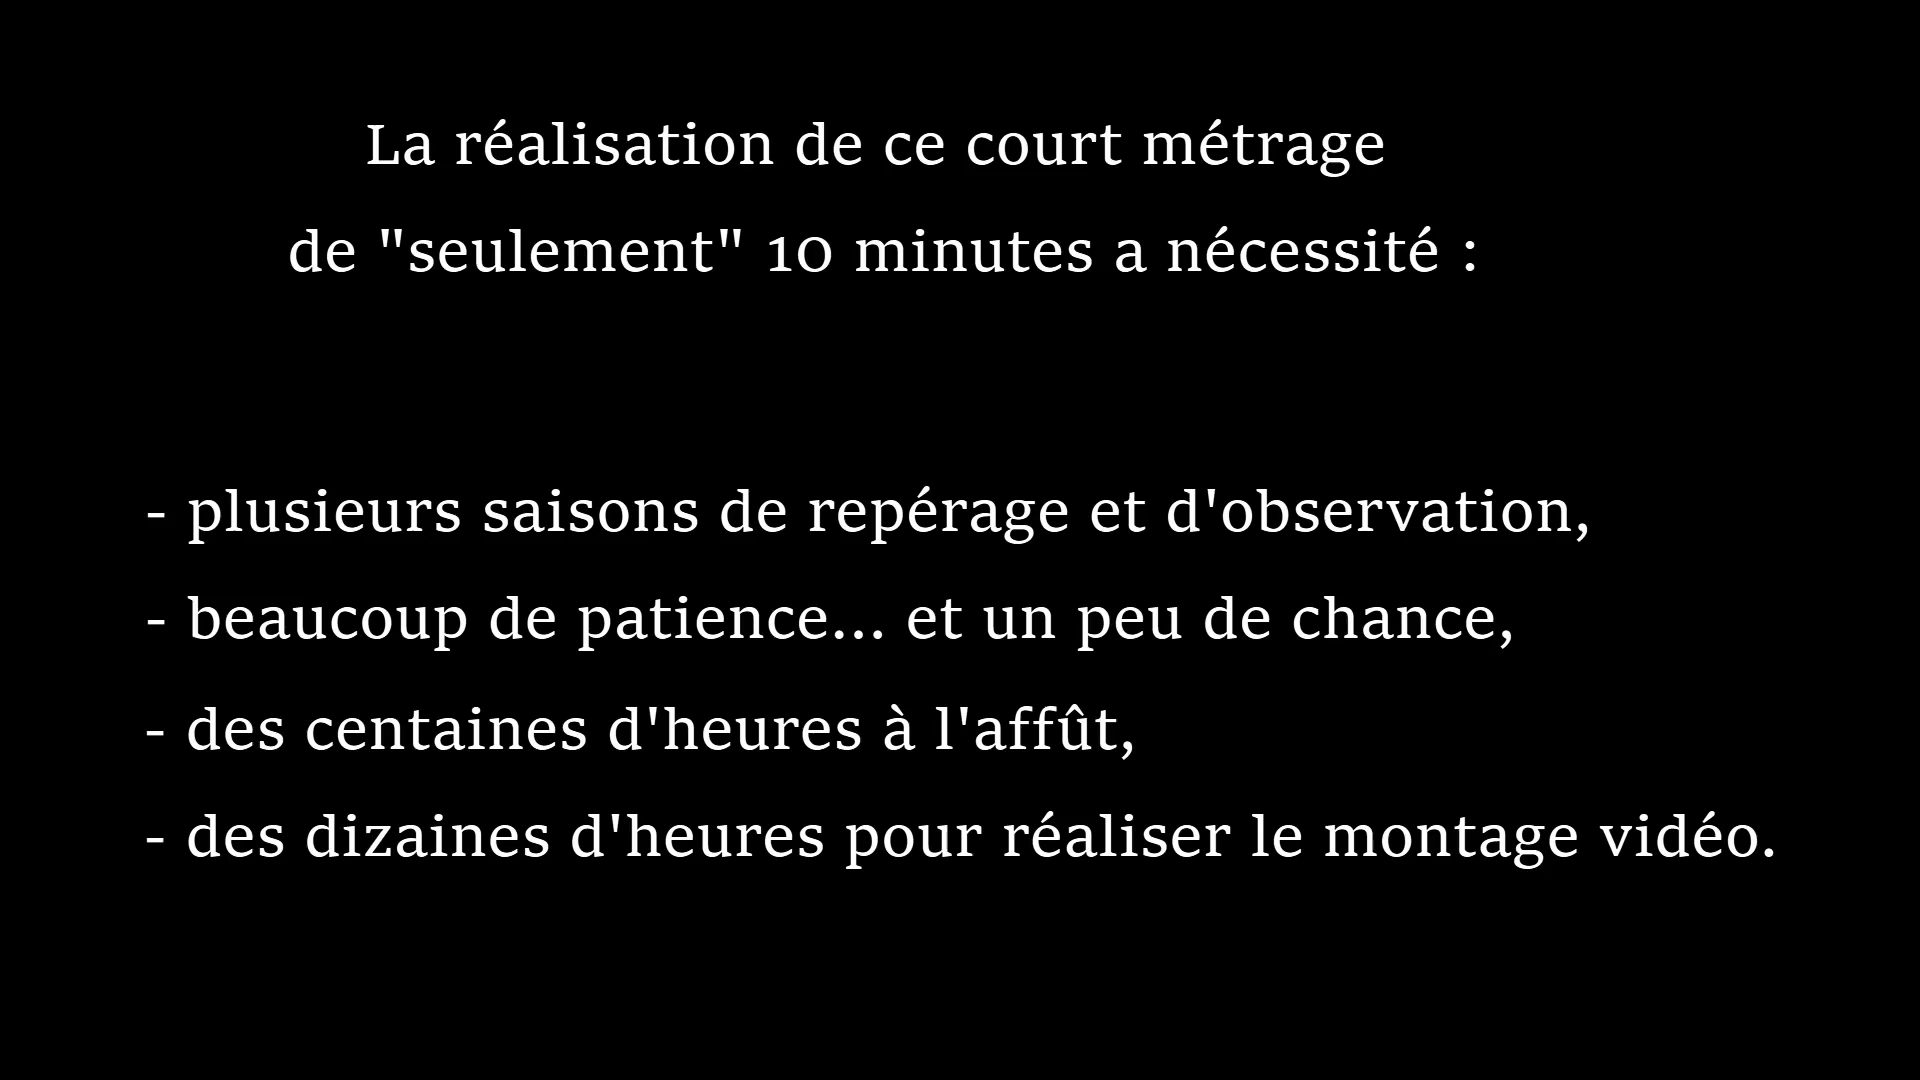 La réalisation de ce court métrage
de "seulement" 10 minutes a nécessité :
- plusieurs saisons de repérage et d'observation,
- beaucoup de patience... et un peu de chance,
- des centaines d'heures à l'affût,
- des dizaines d'heures pour réaliser le montage vidéo.